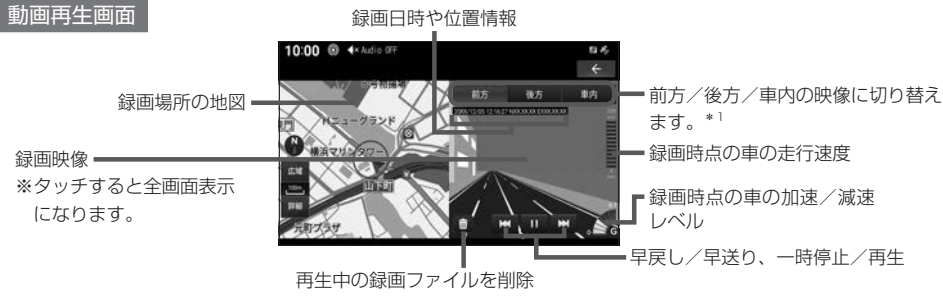 動画再生画面
録画日時や位置情報
10:00 Audio OFF
録画場所の地図
前方 後方 車内
前方／後方／車内の映像に切り替え
ます。*1
ニューグランド
録画時点の車の走行速度
録画映像
横浜マリンタワー
※タッチすると全画面表示
になります。
広域
100m
山下町
詳細
録画時点の車の加速／減速
レベル
元町プラザ
G
早戻し／早送り、一時停止／再生
再生中の録画ファイルを削除